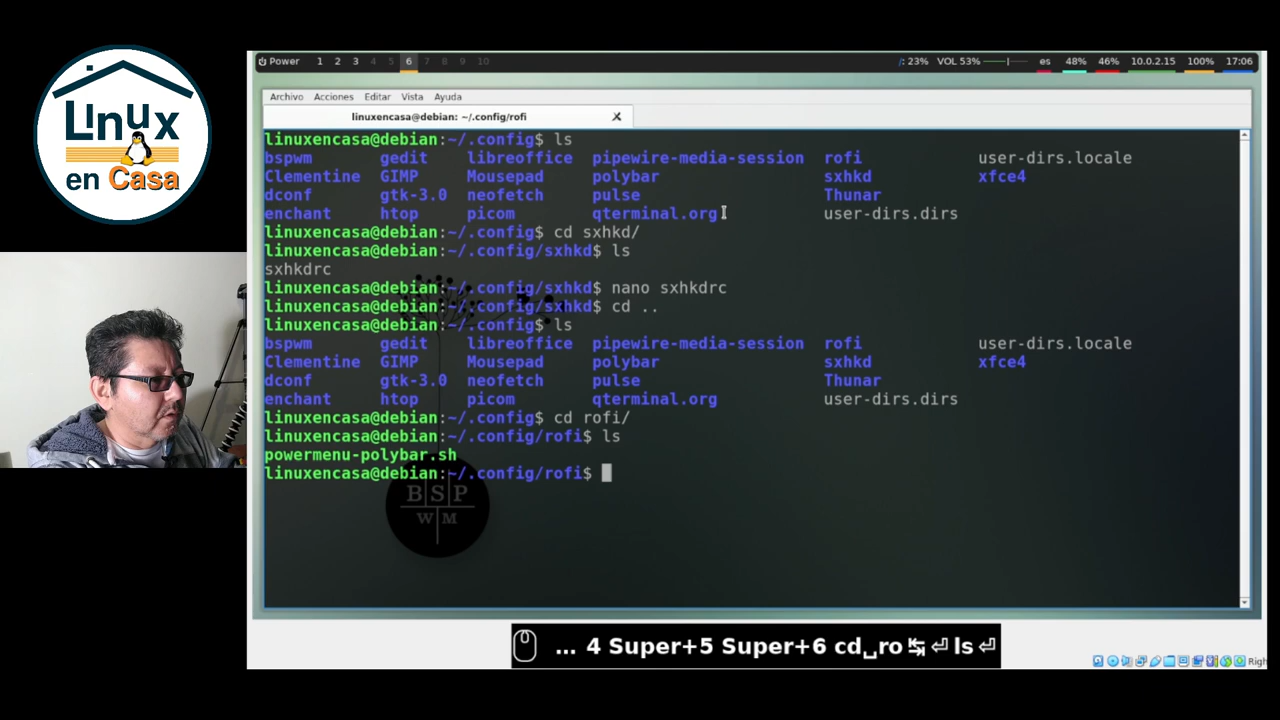 Linux
en Casa
Power 1 2 3 4 5 6 7 8 9 10 /: 23% VOL 53% es 48% 46% 10.0.2.15 100% 17:06
Archivo Acciones Editar Vista Ayuda
linuxencasa@debian: ~/.config/rofi X
linuxencasa@debian:~/.config$ ls
bspwm gedit libreoffice pipewire-media-session rofi user-dirs.locale
Clementine GIMP Mousepad polybar sxhkd xfce4
dconf gtk-3.0 neofetch pulse Thunar
enchant htop picom qterminal.org user-dirs.dirs
linuxencasa@debian:~/.config$ cd sxhkd/
linuxencasa@debian:~/.config/sxhkd$ ls
sxhkdrc
linuxencasa@debian:~/.config/sxhkd$ nano sxhkdrc
linuxencasa@debian:~/.config/sxhkd$ cd ..
linuxencasa@debian:~/.config$ ls
bspwm gedit libreoffice pipewire-media-session rofi user-dirs.locale
Clementine GIMP Mousepad polybar sxhkd xfce4
dconf gtk-3.0 neofetch pulse Thunar
enchant htop picom qterminal.org user-dirs.dirs
linuxencasa@debian:~/.config$ cd rofi/
linuxencasa@debian:~/.config/rofi$ ls
powermenu-polybar.sh
linuxencasa@debian:~/.config/rofi$
BSP
WM
... 4 Super+5 Super+6 cd␣ro↹⏎ls⏎
Righ